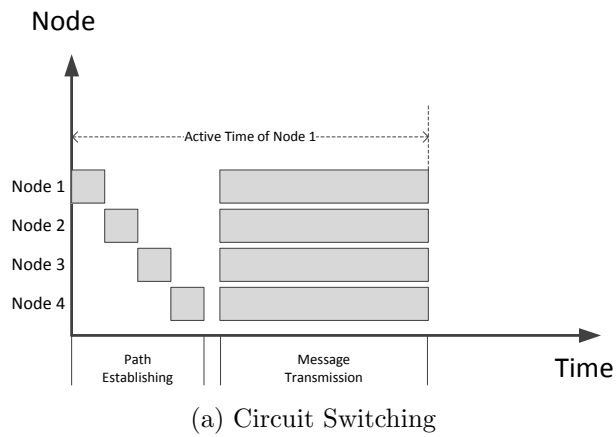 Node
Active Time of Node 1
Node 1
Node 2
Node 3
Node 4
Path
Establishing
Message
Transmission
Time
(a) Circuit Switching